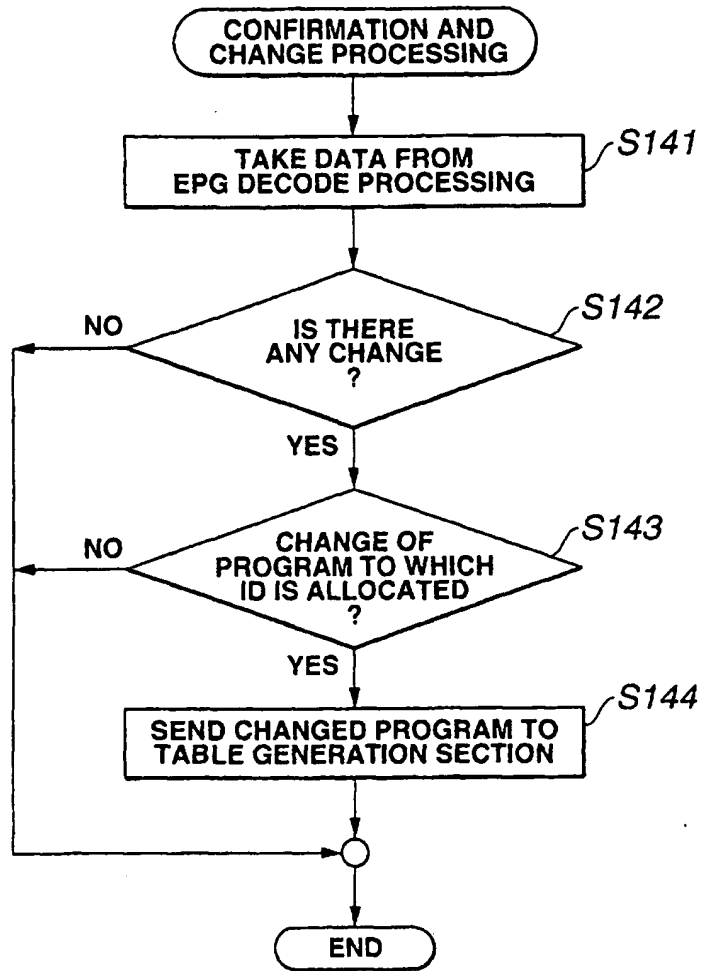 CONFIRMATION AND
CHANGE PROCESSING
TAKE DATA FROM
EPG DECODE PROCESSING
S141
IS THERE
ANY CHANGE
?
S142
NO
YES
CHANGE OF
PROGRAM TO WHICH
ID IS ALLOCATED
?
S143
NO
YES
SEND CHANGED PROGRAM TO
TABLE GENERATION SECTION
S144
END